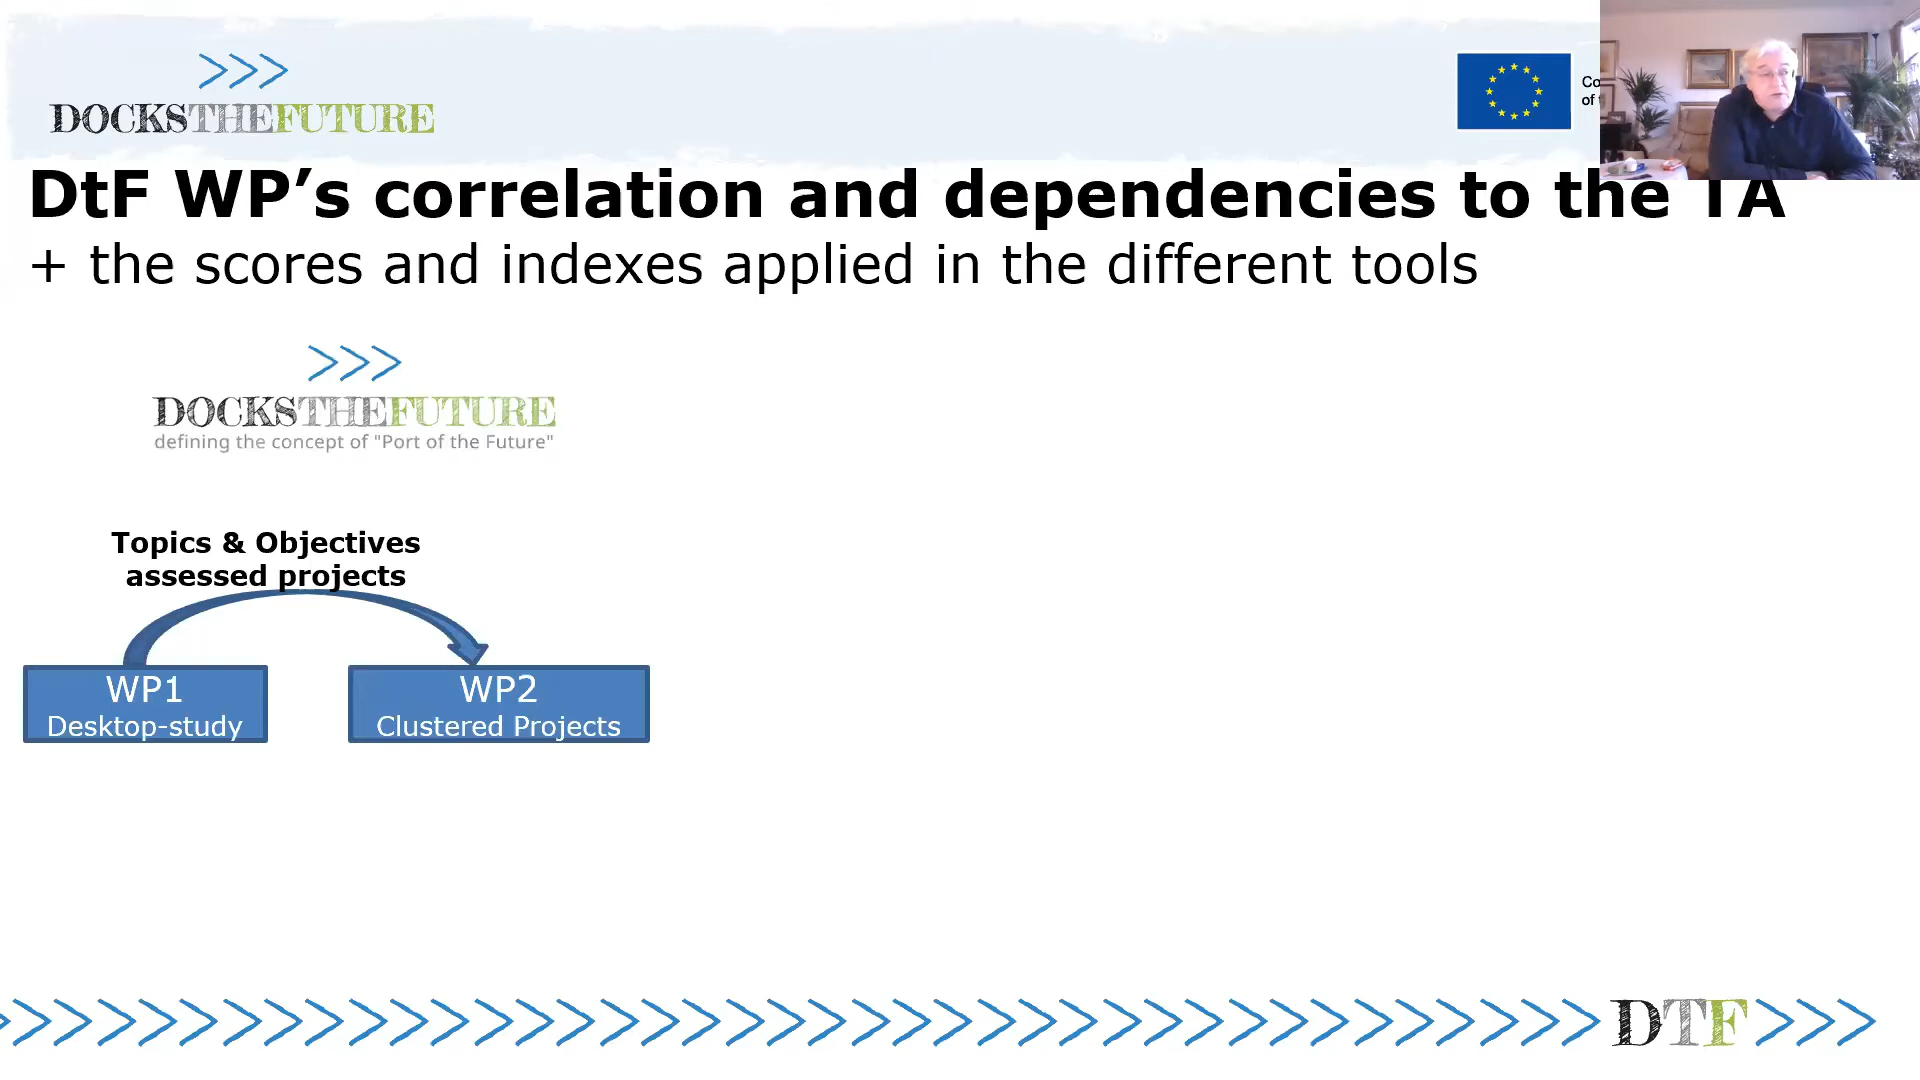 DOCKSTHEFUTURE
Co
of
DtF WP’s correlation and dependencies to the TA
+ the scores and indexes applied in the different tools
DOCKSTHEFUTURE
defining the concept of "Port of the Future"
Topics & Objectives
assessed projects
WP1
Desktop-study
WP2
Clustered Projects
DTF